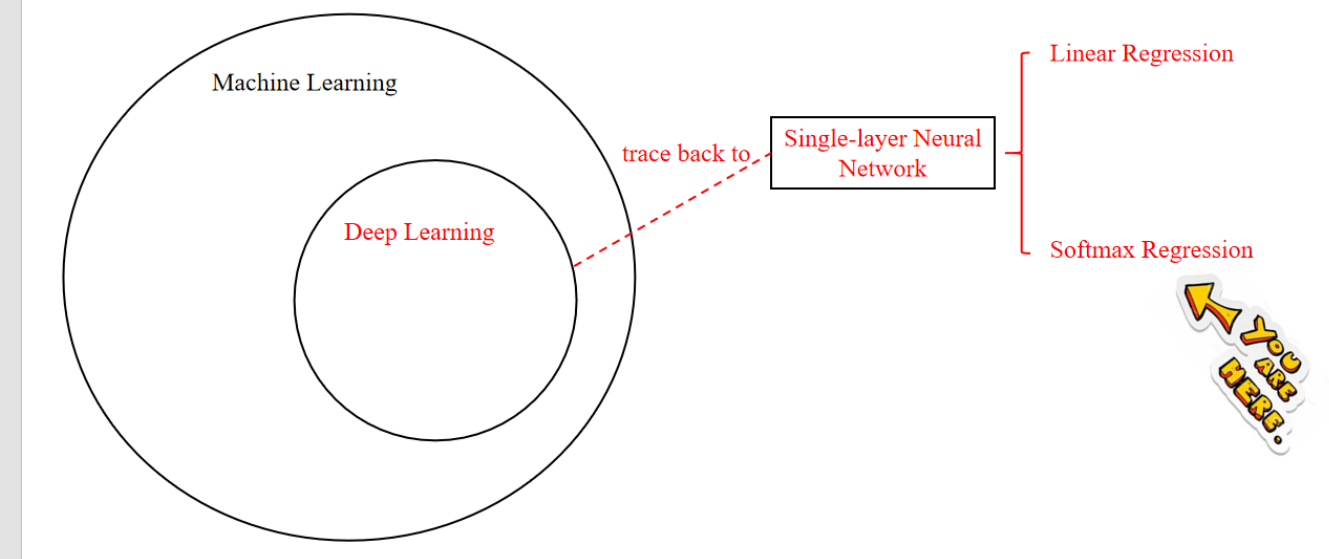 Machine Learning
Deep Learning
trace back to
Single-layer Neural
Network
Linear Regression
Softmax Regression
YOU
ARE
HERE.